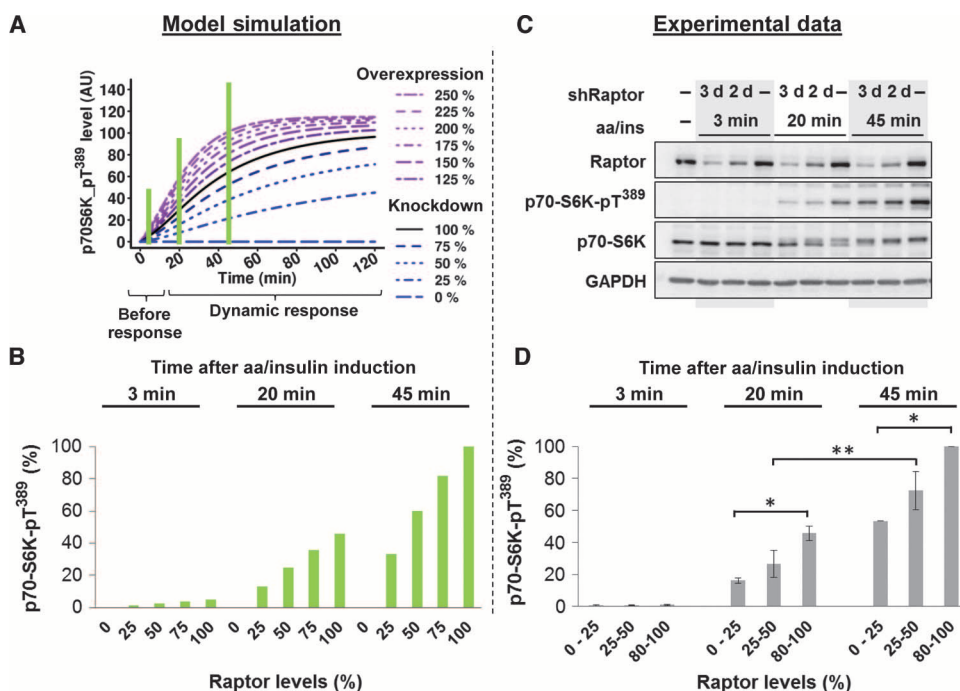 A
Model simulation
p70S6K_pT389 level (AU)
140
120
100
80
60
40
20
0
0 20 40 60 80 100 120
Time (min)
Before response
Dynamic response
Overexpression
250 %
225 %
200 %
175 %
150 %
125 %
Knockdown
100 %
75 %
50 %
25 %
0 %
B
Time after aa/insulin induction
3 min 20 min 45 min
p70-S6K-pT389 (%)
100
80
60
40
20
0
0 25 50 75 100 0 25 50 75 100 0 25 50 75 100
Raptor levels (%)
C
Experimental data
shRaptor – 3 d 2 d – 3 d 2 d – 3 d 2 d –
aa/ins – 3 min 20 min 45 min
Raptor
p70-S6K-pT389
p70-S6K
GAPDH
D
Time after aa/insulin induction
3 min 20 min 45 min
p70-S6K-pT389 (%)
100
80
60
40
20
0
* ** *
0 - 25 25-50 80-100 0 - 25 25-50 80-100 0 - 25 25-50 80-100
Raptor levels (%)